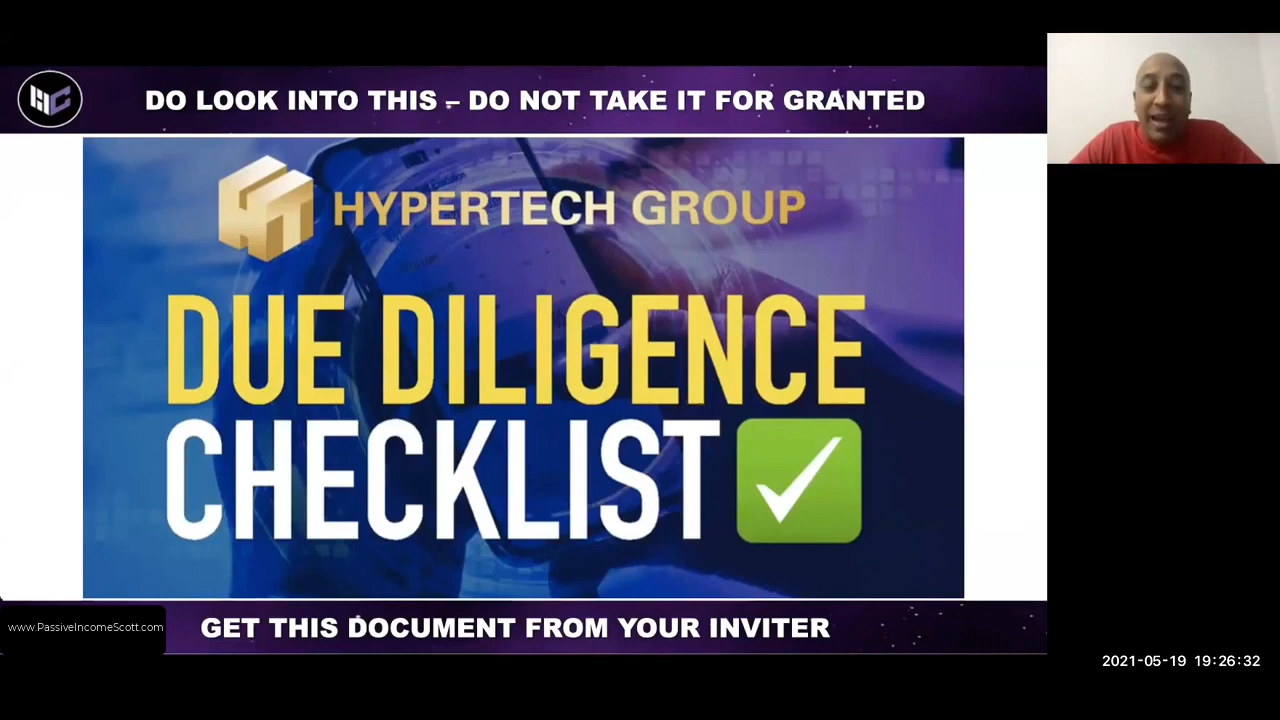 DO LOOK INTO THIS – DO NOT TAKE IT FOR GRANTED
HYPERTECH GROUP
DUE DILIGENCE
CHECKLIST
GET THIS DOCUMENT FROM YOUR INVITER
www.PassiveIncomeScott.com
2021-05-19 19:26:32